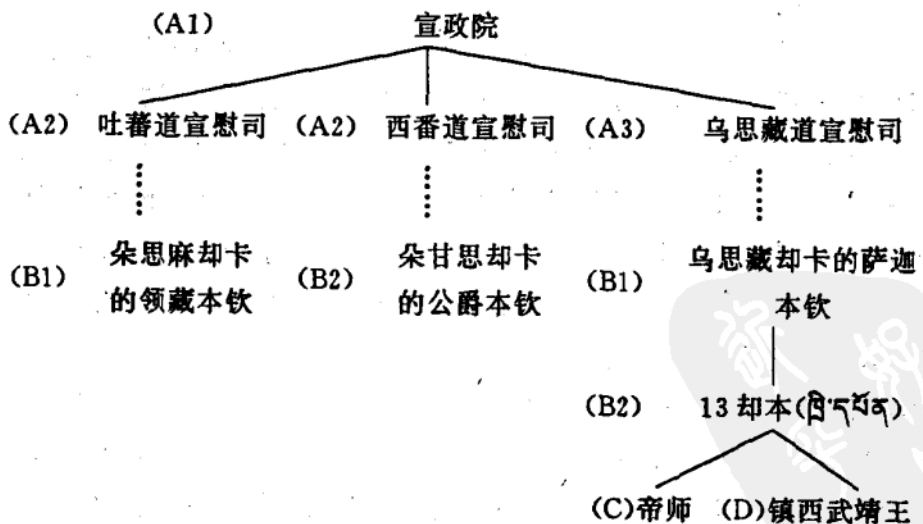 (A1) 宣政院
(A2) 吐蕃道宣慰司 (A2) 西番道宣慰司 (A3) 乌思藏道宣慰司
朵思麻却卡 朵甘思却卡 乌思藏却卡的萨迦
(B1) 的领藏本钦 (B2) 的公爵本钦 (B1) 本钦
(B2) 13却本(ཁྲི་དཔོན)
(C)帝师 (D)镇西武靖王